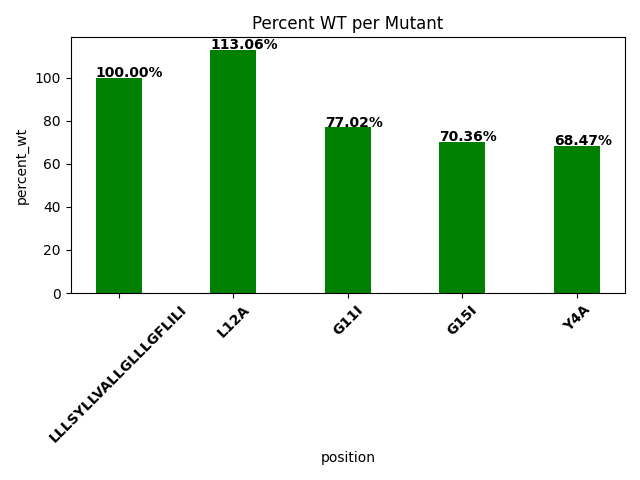 Percent WT per Mutant
percent_wt
100
80
60
40
20
0
100.00%
113.06%
77.02%
70.36%
68.47%
LLLSYLLVALLGLLLGFLILI
L12A
G11I
G15I
Y4A
position